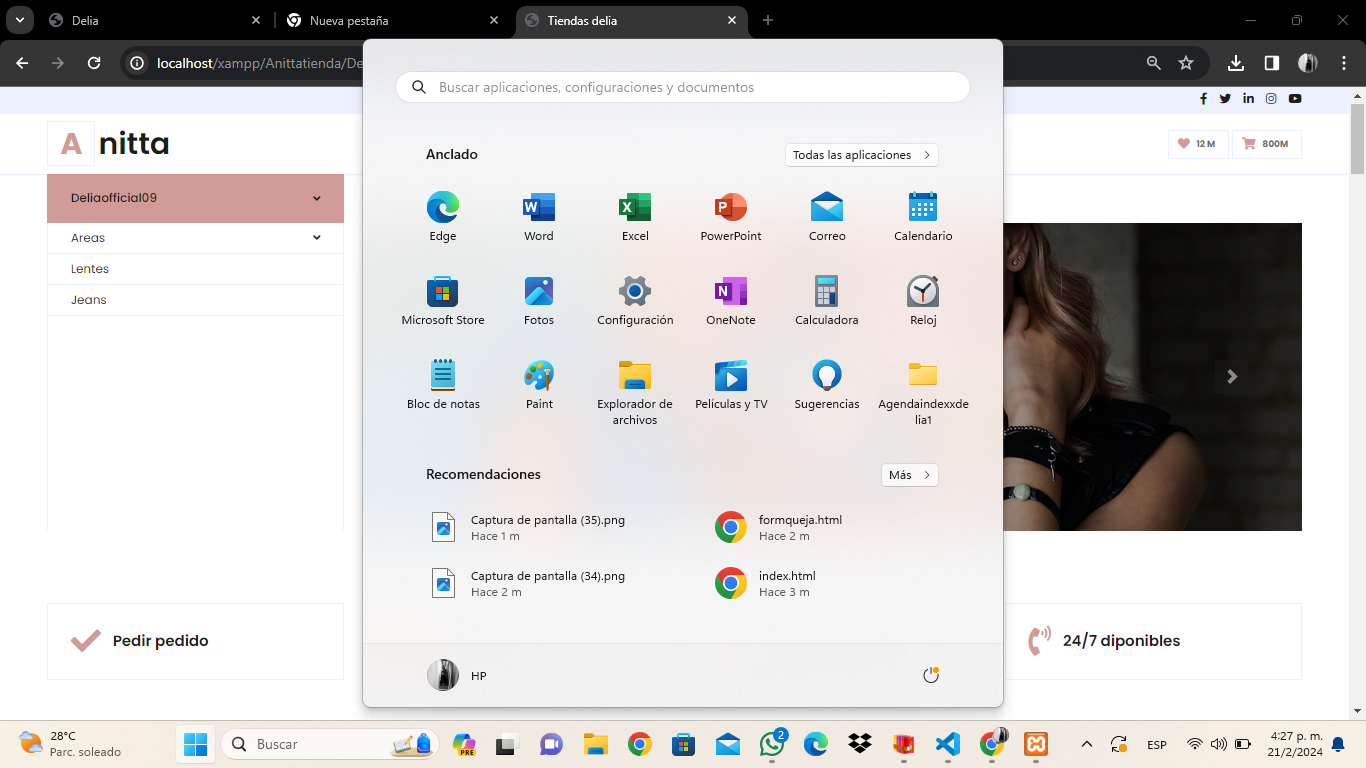 Delia
Nueva pestaña
Tiendas delia
localhost/xampp/Anittatienda/De
Buscar aplicaciones, configuraciones y documentos
A nitta
12 M
800M
Anclado
Todas las aplicaciones
Deliaofficial09
Areas
Lentes
Jeans
Edge
Word
Excel
PowerPoint
Correo
Calendario
Microsoft Store
Fotos
Configuración
OneNote
Calculadora
Reloj
Bloc de notas
Paint
Explorador de
archivos
Películas y TV
Sugerencias
Agendaindexxde
lia1
Recomendaciones
Más
Captura de pantalla (35).png
Hace 1 m
formqueja.html
Hace 2 m
Captura de pantalla (34).png
Hace 2 m
index.html
Hace 3 m
Pedir pedido
24/7 diponibles
HP
28°C
Parc. soleado
Buscar
PRE
2
ESP
4:27 p. m.
21/2/2024